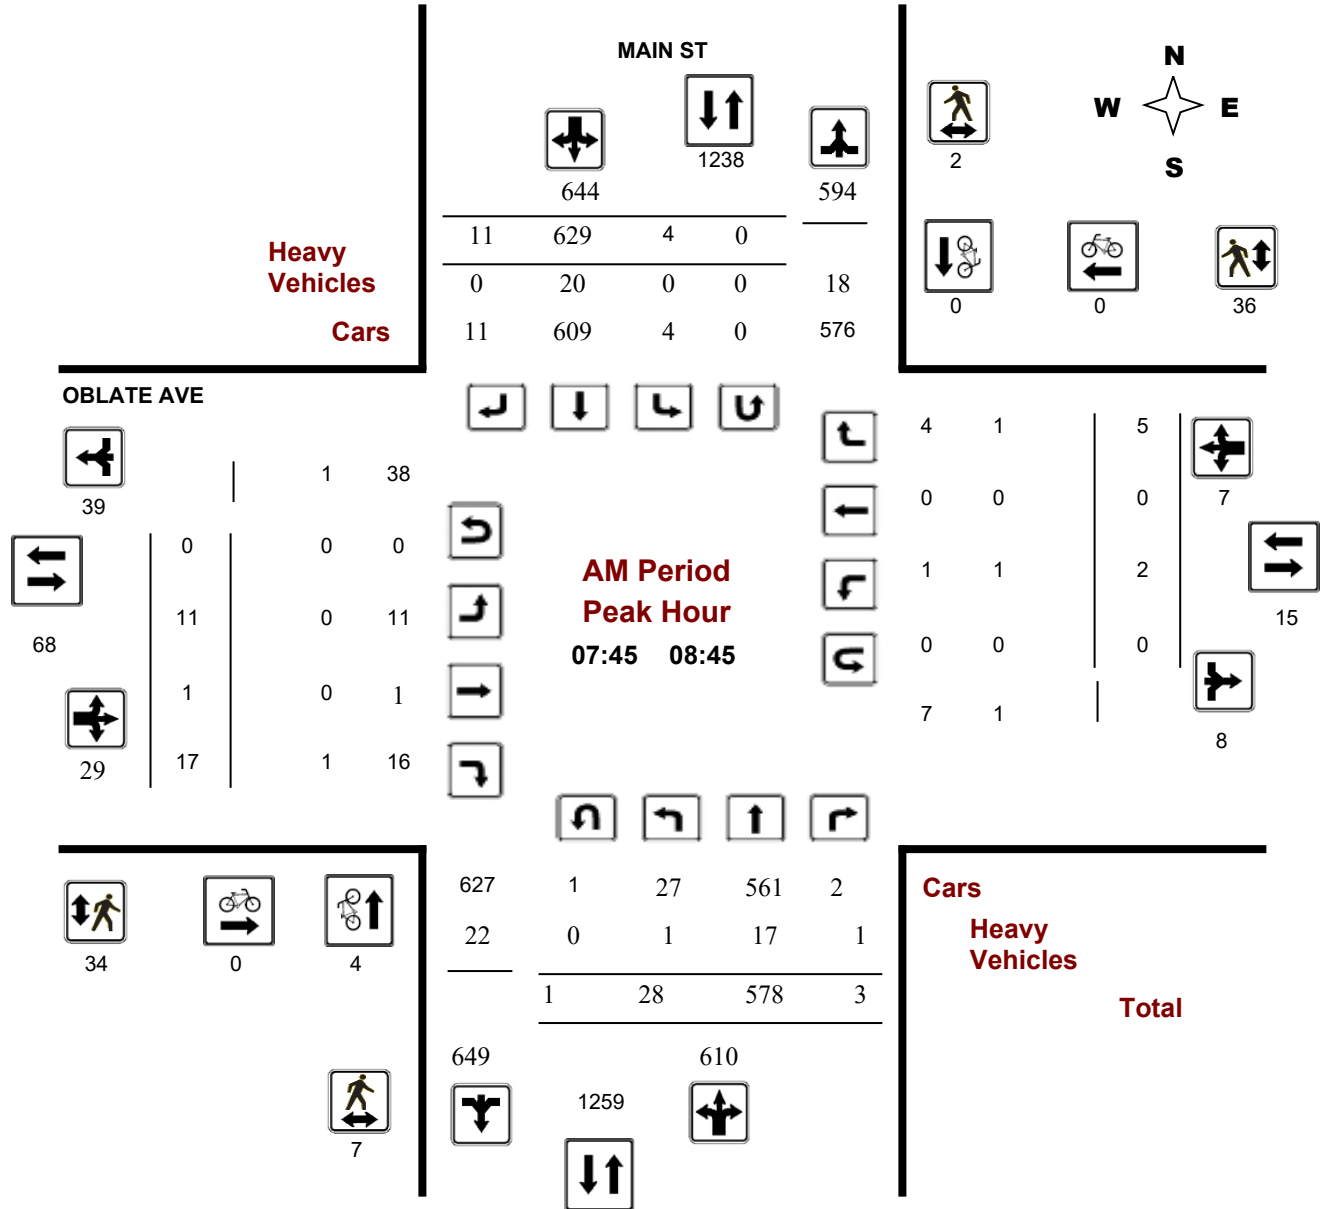 MAIN ST
N
W E
S
1238
2
644 594
11 629 4 0
Heavy
Vehicles 0 20 0 0 18
Cars 11 609 4 0 576
0 0 36
OBLATE AVE
4 1 5
1 38
39
0 0 0 7
0 0 0
AM Period
1 1 2
Peak Hour
11 0 11
15
68
07:45 08:45
0 0 0
1 0 1
7 1
8
29 17 1 16
627 1 27 561 2
Cars
22 0 1 17 1
Heavy
Vehicles
34 0 4
1 28 578 3
Total
649 610
1259
7